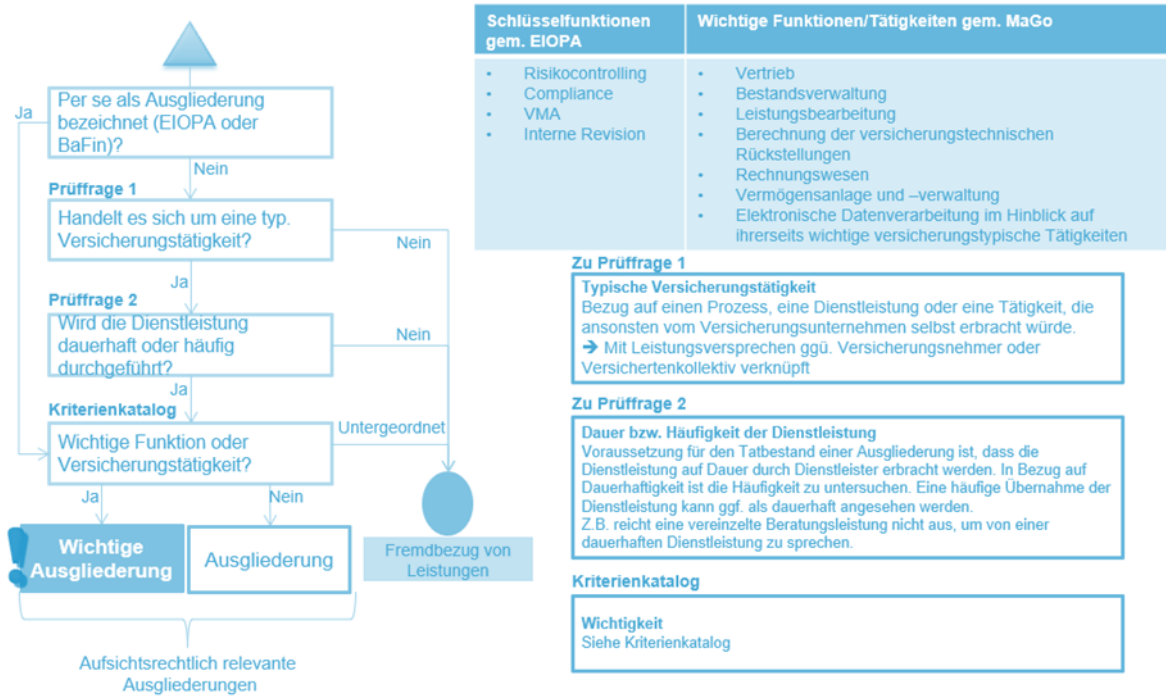 Per se als Ausgliederung
bezeichnet (EIOPA oder
BaFin)?
Ja
Nein
Prüffrage 1
Handelt es sich um eine typ.
Versicherungstätigkeit?
Nein
Ja
Prüffrage 2
Wird die Dienstleistung
dauerhaft oder häufig
durchgeführt?
Nein
Ja
Kriterienkatalog
Wichtige Funktion oder
Versicherungstätigkeit?
Untergeordnet
Ja
Nein
!
Wichtige
Ausgliederung
Ausgliederung
Fremdbezug von
Leistungen
Aufsichtsrechtlich relevante
Ausgliederungen
Schlüsselfunktionen
gem. EIOPA
• Risikocontrolling
• Compliance
• VMA
• Interne Revision
Wichtige Funktionen/Tätigkeiten gem. MaGo
• Vertrieb
• Bestandsverwaltung
• Leistungsbearbeitung
• Berechnung der versicherungstechnischen
Rückstellungen
• Rechnungswesen
• Vermögensanlage und –verwaltung
• Elektronische Datenverarbeitung im Hinblick auf
ihrerseits wichtige versicherungstypische Tätigkeiten
Zu Prüffrage 1
Typische Versicherungstätigkeit
Bezug auf einen Prozess, eine Dienstleistung oder eine Tätigkeit, die
ansonsten vom Versicherungsunternehmen selbst erbracht würde.
➔ Mit Leistungsversprechen ggü. Versicherungsnehmer oder
Versichertenkollektiv verknüpft
Zu Prüffrage 2
Dauer bzw. Häufigkeit der Dienstleistung
Voraussetzung für den Tatbestand einer Ausgliederung ist, dass die
Dienstleistung auf Dauer durch Dienstleister erbracht werden. In Bezug auf
Dauerhaftigkeit ist die Häufigkeit zu untersuchen. Eine häufige Übernahme der
Dienstleistung kann ggf. als dauerhaft angesehen werden.
Z.B. reicht eine vereinzelte Beratungsleistung nicht aus, um von einer
dauerhaften Dienstleistung zu sprechen.
Kriterienkatalog
Wichtigkeit
Siehe Kriterienkatalog